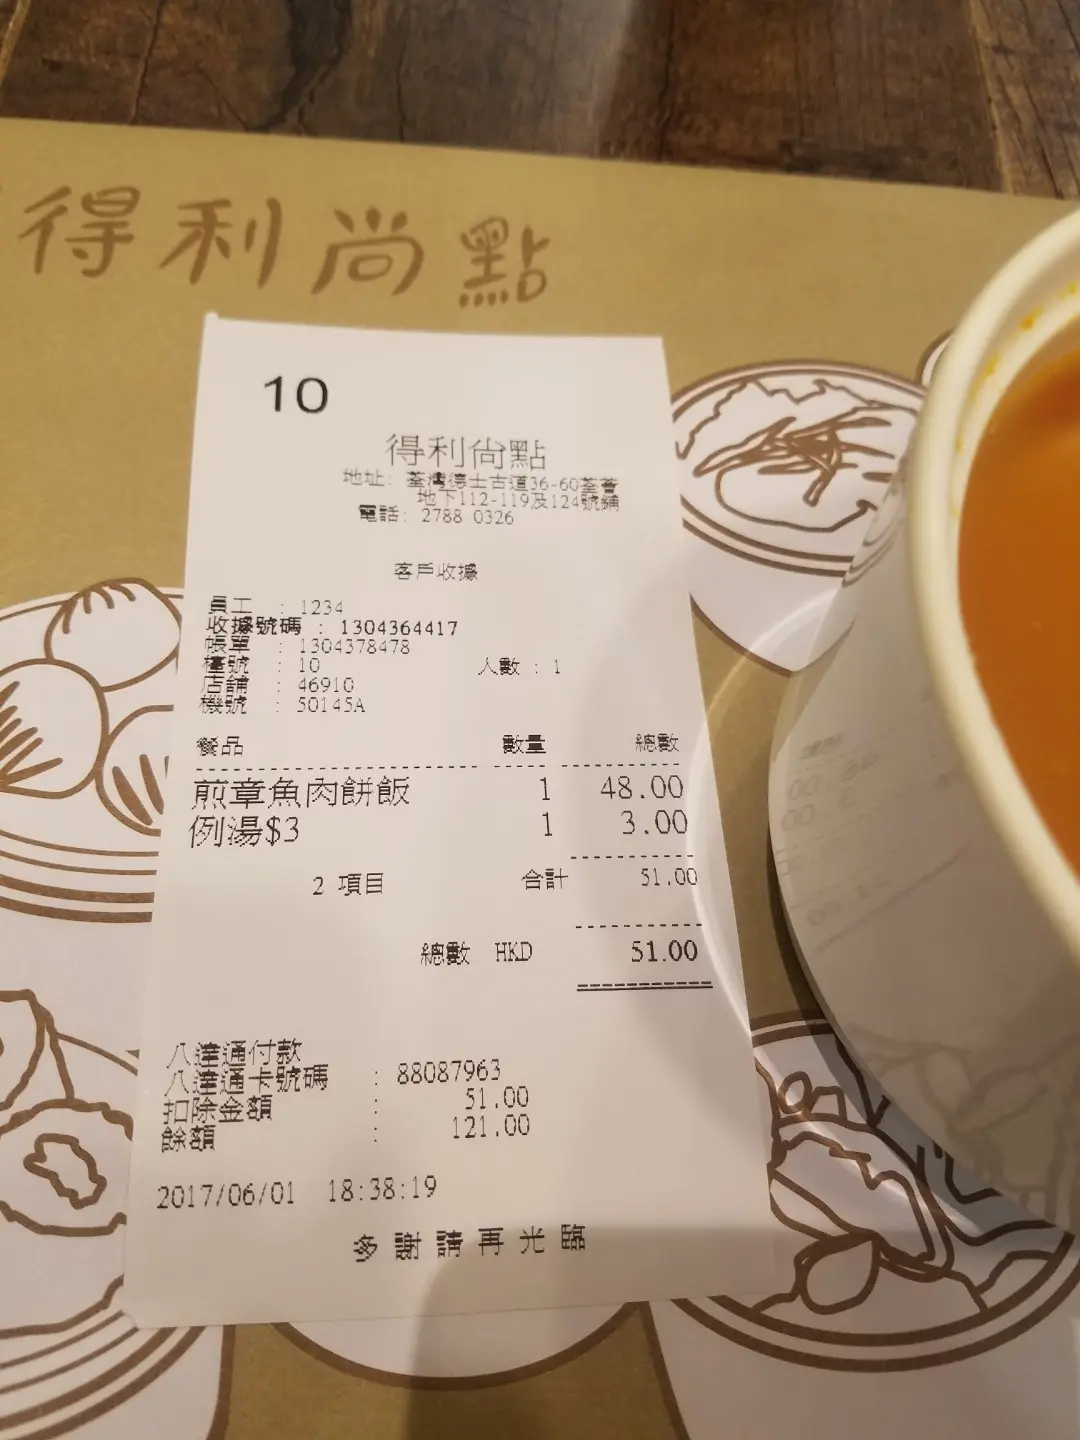 得利尚點
10
得利尚點
地址: 荃灣德士古道36-60荃薈
地下112-119及124號鋪
電話: 2788 0326
客戶收據
員工 : 1234
收據號碼 : 1304364417
帳單 : 1304378478
檯號 : 10 人數 : 1
店舖 : 46910
機號 : 50145A
餐品 數量 總數
煎章魚肉餅飯 1 48.00
例湯$3 1 3.00
2 項目 合計 51.00
總數 HKD 51.00
八達通付款
八達通卡號碼 : 88087963
扣除金額 : 51.00
餘額 : 121.00
2017/06/01 18:38:19
多謝請再光臨